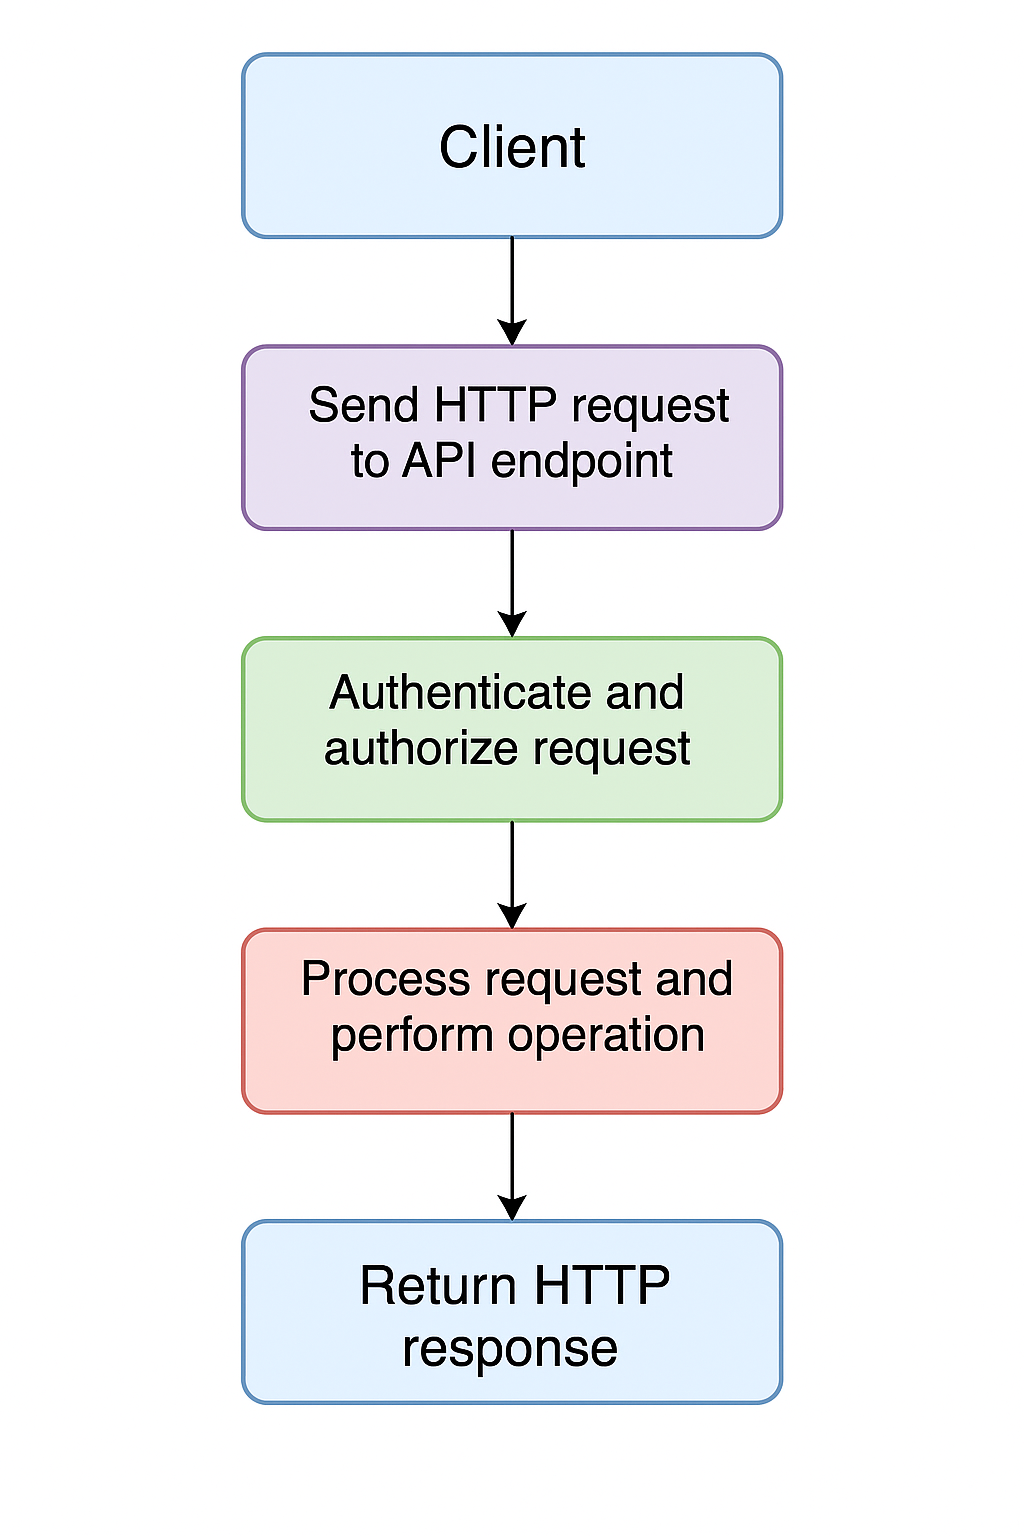 Client
Send HTTP request
to API endpoint
Authenticate and
authorize request
Process request and
perform operation
Return HTTP
response